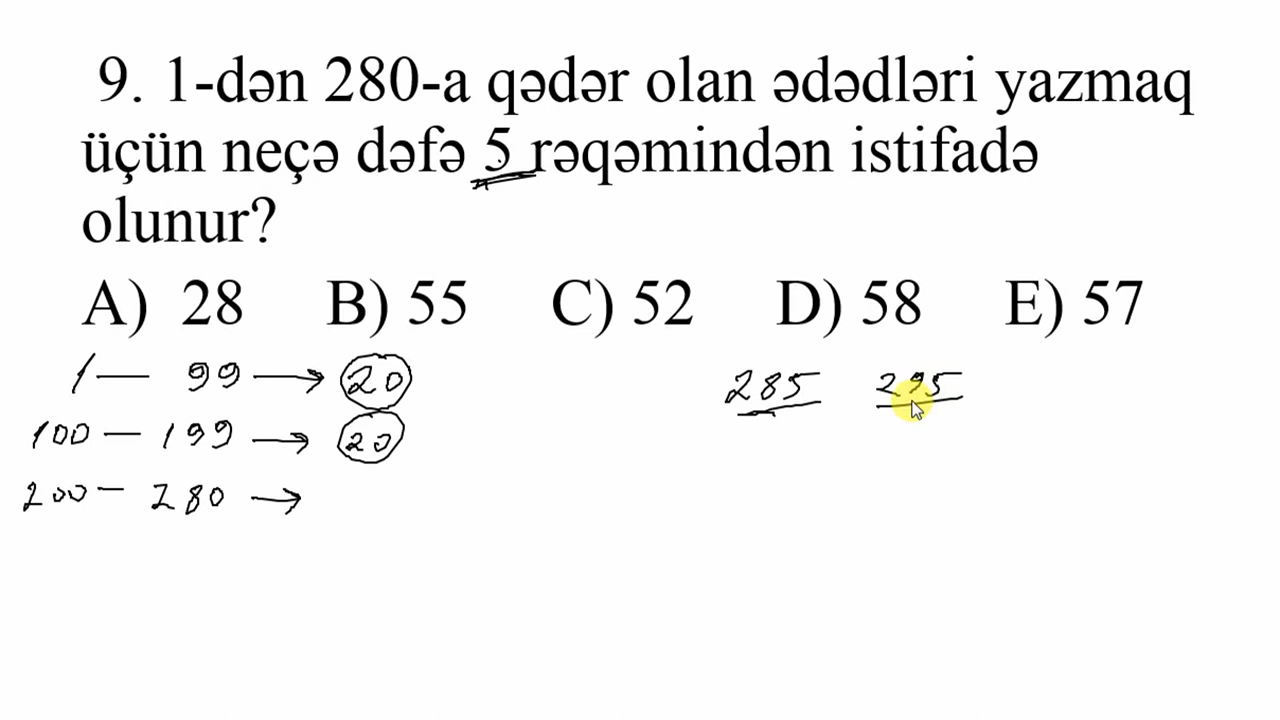 9. 1-dən 280-a qədər olan ədədləri yazmaq
üçün neçə dəfə 5 rəqəmindən istifadə
olunur?
A) 28 B) 55 C) 52 D) 58 E) 57
1 — 99 → 20 285 295
100 — 199 → 20
200 — 280 →